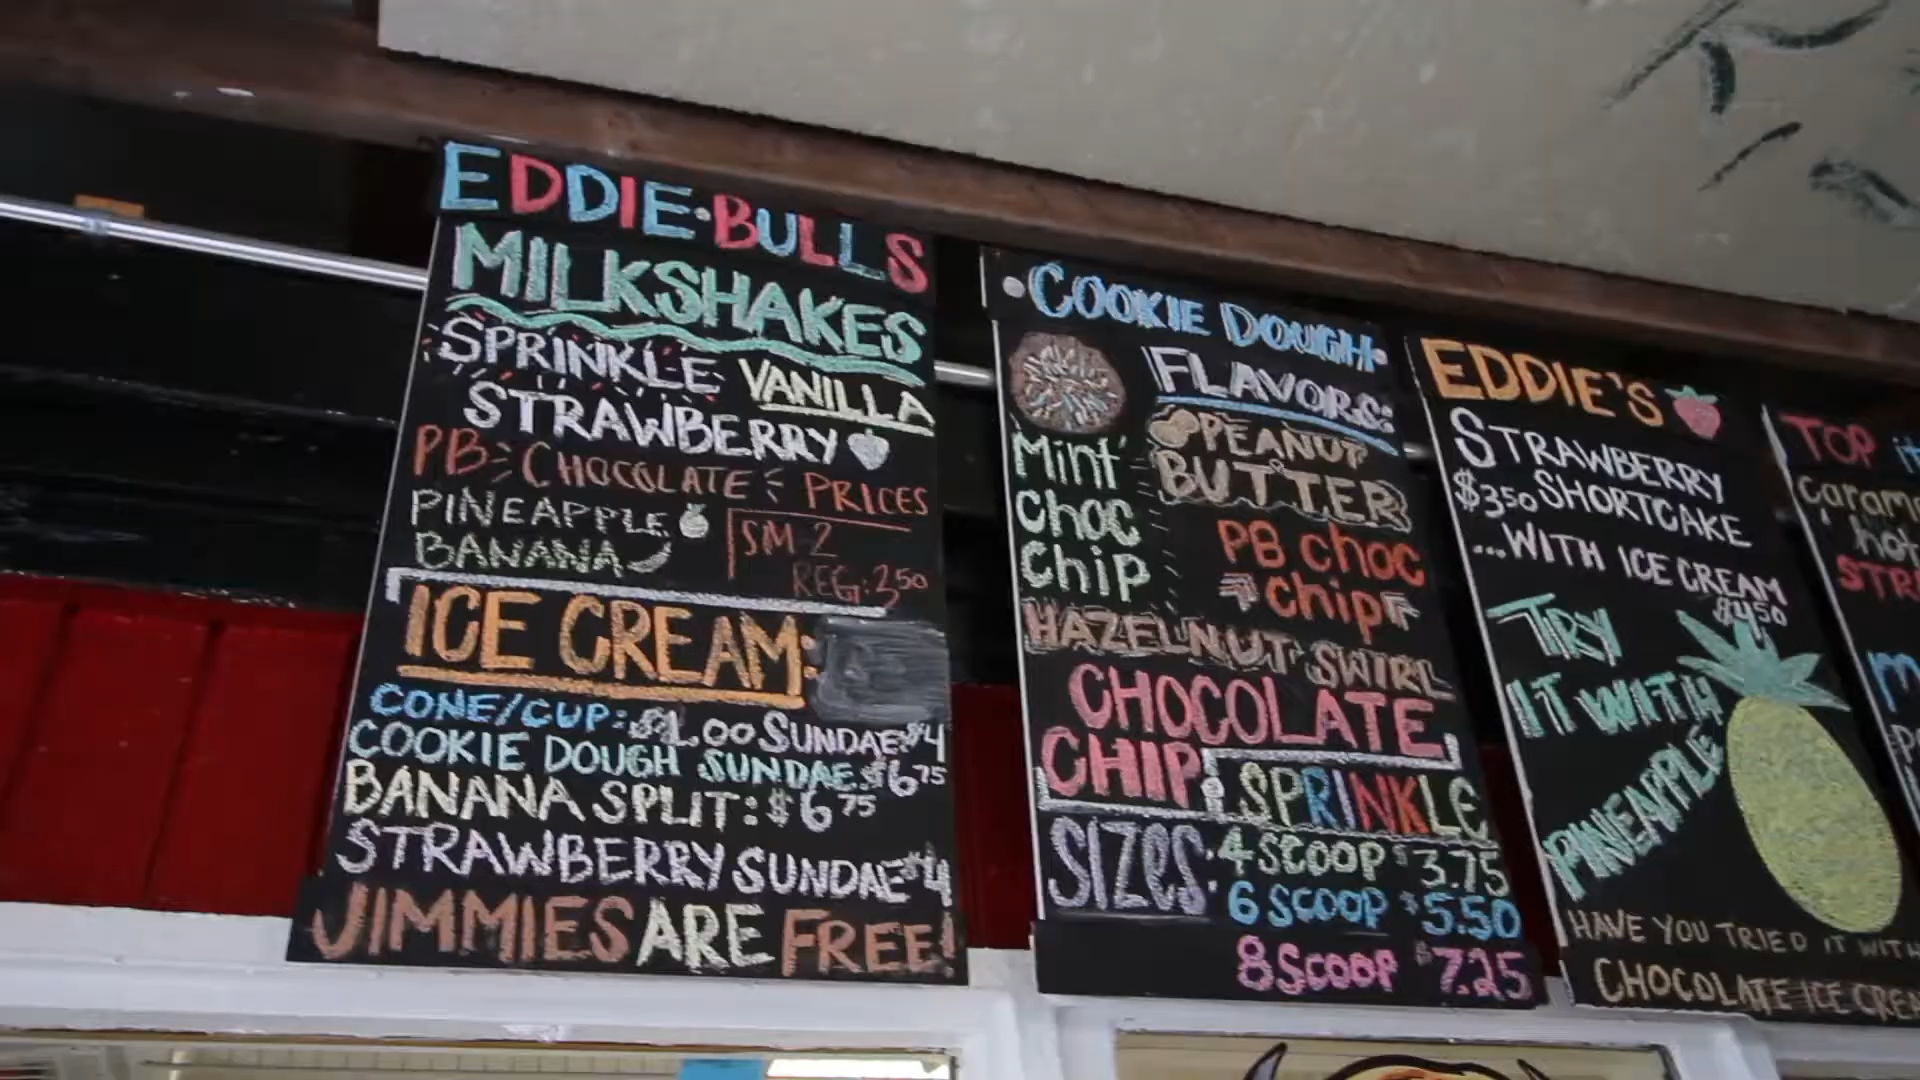 EDDIE·BULLS
MILKSHAKES
SPRINKLE VANILLA
STRAWBERRY
PB CHOCOLATE PRICES
PINEAPPLE SM 2
BANANA REG: 3.50
ICE CREAM:
CONE/CUP: $1.00 SUNDAE: $4
COOKIE DOUGH SUNDAE: $6.75
BANANA SPLIT: $6.75
STRAWBERRY SUNDAE $4
JIMMIES ARE FREE!
·COOKIE DOUGH·
FLAVORS:
PEANUT
BUTTER
Mint
Choc
Chip
PB choc
chip
HAZELNUT SWIRL
CHOCOLATE
CHIP
SPRINKLE
SIZES: 4 SCOOP $3.75
6 SCOOP $5.50
8 SCOOP $7.25
EDDIE'S
STRAWBERRY
$3.50 SHORTCAKE
...WITH ICE CREAM
$4.50
TRY
IT WITH
PINEAPPLE
HAVE YOU TRIED IT WITH
CHOCOLATE ICE
TOP